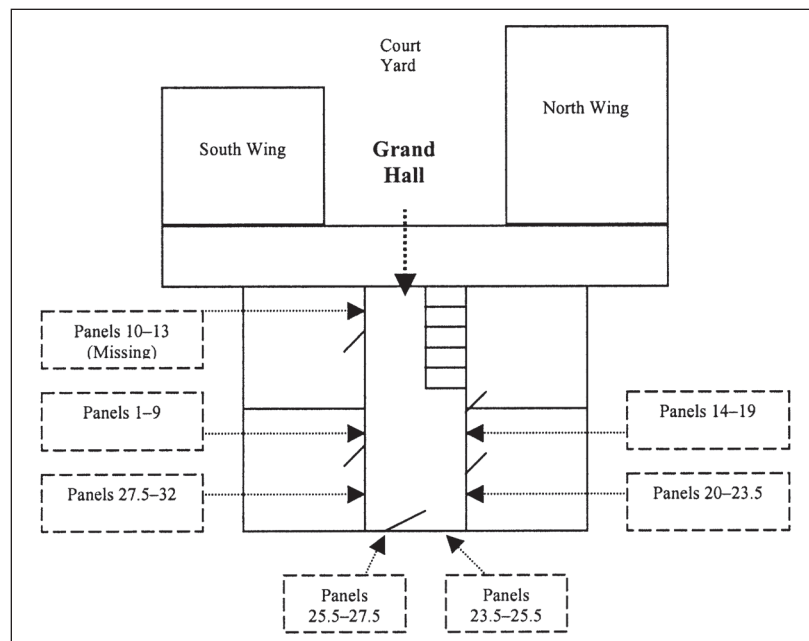 Court
Yard
North Wing
South Wing
Grand
Hall
Panels 10–13
(Missing)
Panels 1–9
Panels 14–19
Panels 27.5–32
Panels 20–23.5
Panels
25.5–27.5
Panels
23.5–25.5